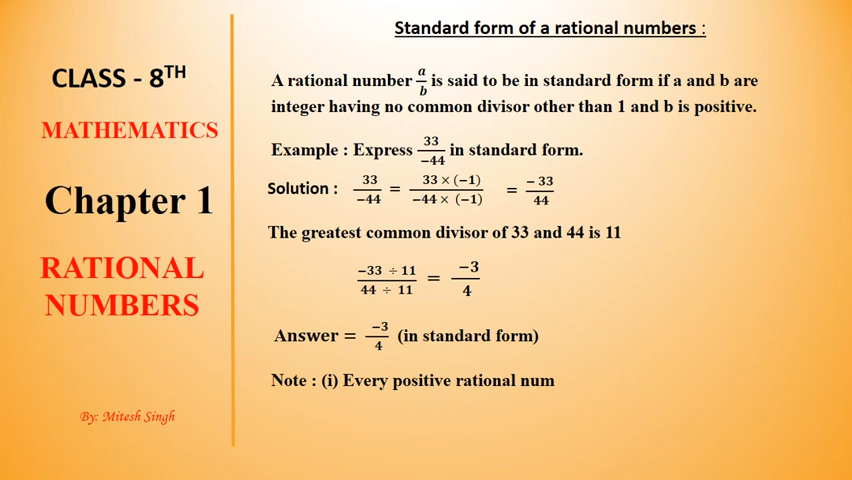 Standard form of a rational numbers :
CLASS - 8TH
MATHEMATICS
Chapter 1
RATIONAL
NUMBERS
By: Mitesh Singh
A rational number a/b is said to be in standard form if a and b are
integer having no common divisor other than 1 and b is positive.
Example : Express 33/-44 in standard form.
Solution : 33/-44 = 33 × (-1)/-44 × (-1) = -33/44
The greatest common divisor of 33 and 44 is 11
-33 ÷ 11/44 ÷ 11 = -3/4
Answer = -3/4 (in standard form)
Note : (i) Every positive rational num